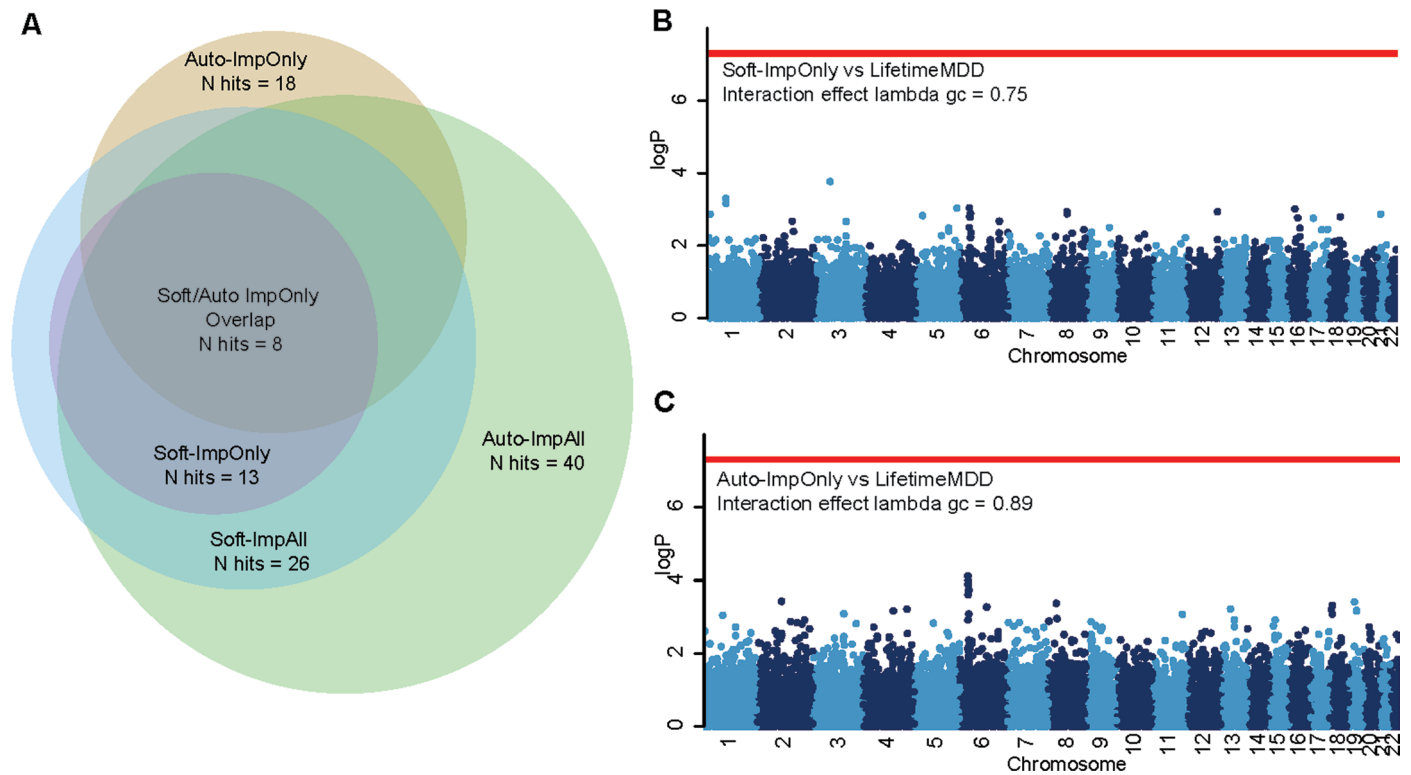 A
Auto-ImpOnly
N hits = 18
Soft/Auto ImpOnly
Overlap
N hits = 8
Soft-ImpOnly
N hits = 13
Auto-ImpAll
N hits = 40
Soft-ImpAll
N hits = 26
B
Soft-ImpOnly vs LifetimeMDD
Interaction effect lambda gc = 0.75
logP
6
4
2
0
1 2 3 4 5 6 7 8 9 10 11 12 13 14 15 16 17 18 19 20 21 22
Chromosome
C
Auto-ImpOnly vs LifetimeMDD
Interaction effect lambda gc = 0.89
logP
6
4
2
0
1 2 3 4 5 6 7 8 9 10 11 12 13 14 15 16 17 18 19 20 21 22
Chromosome